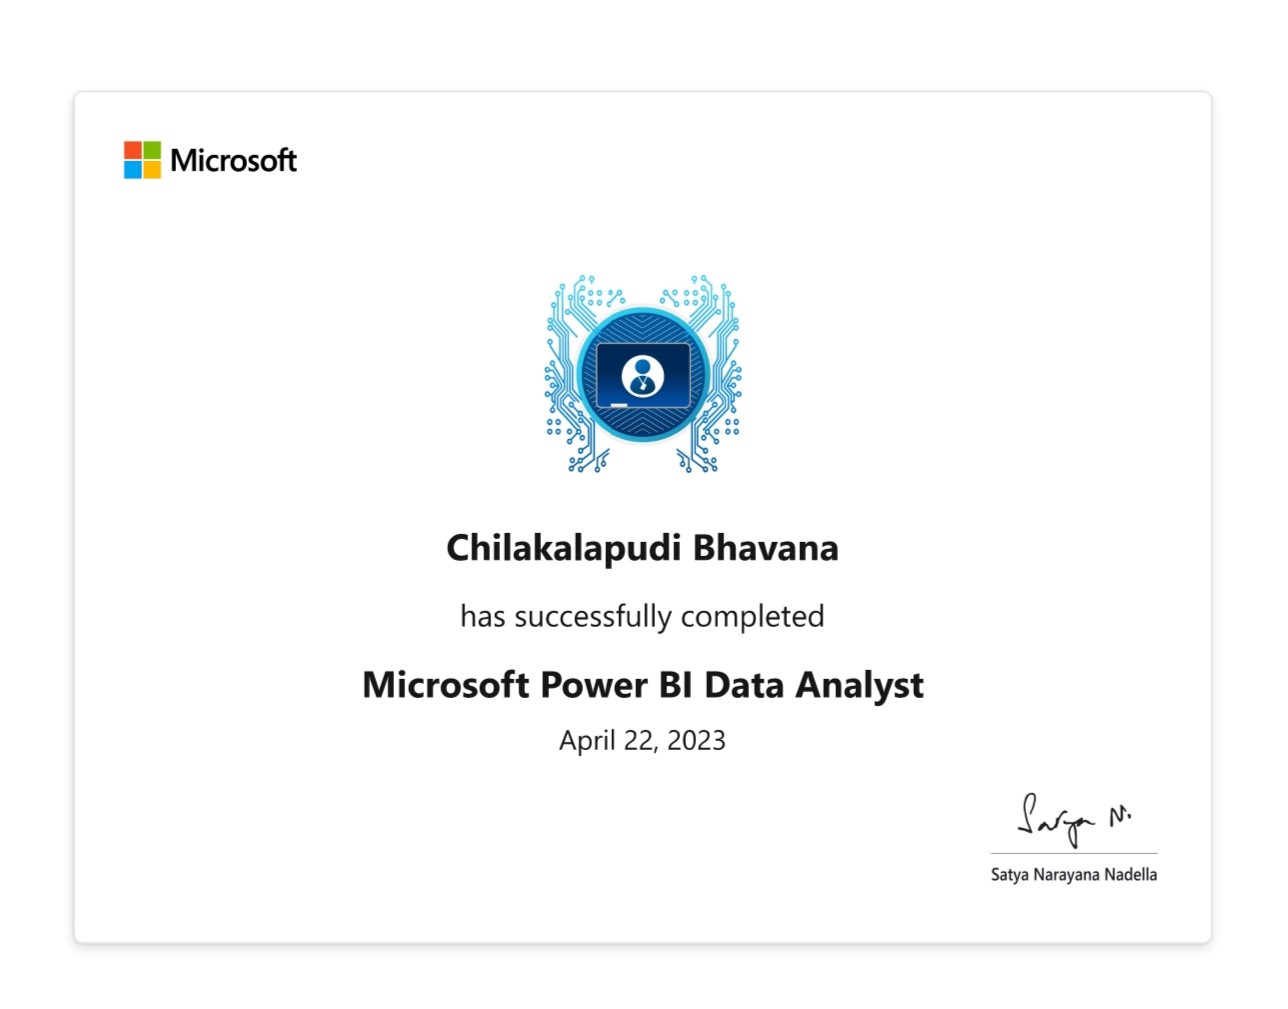 Microsoft
Chilakalapudi Bhavana
has successfully completed
Microsoft Power BI Data Analyst
April 22, 2023
Satya N.
Satya Narayana Nadella